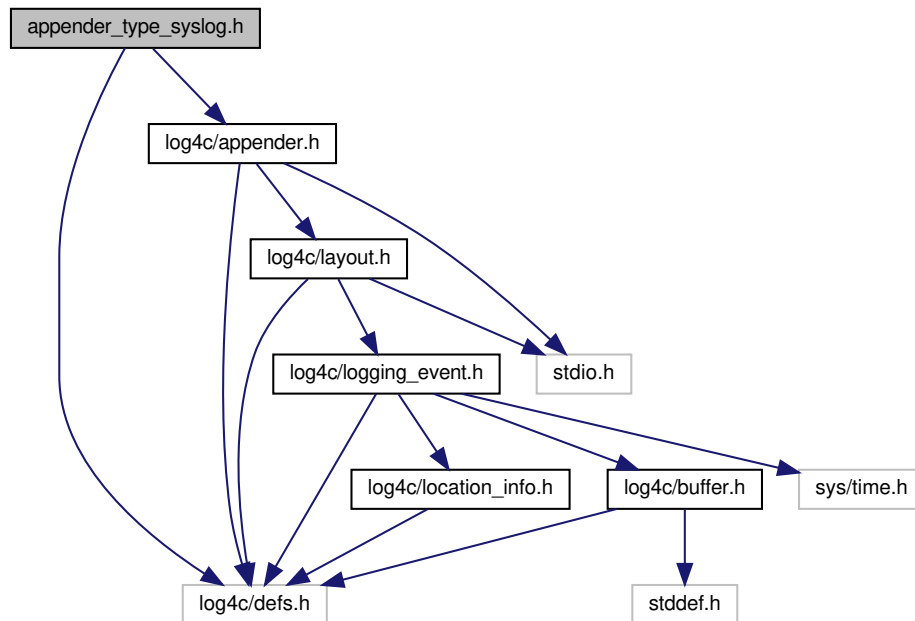 appender_type_syslog.h
log4c/appender.h
log4c/layout.h
log4c/logging_event.h
stdio.h
log4c/location_info.h
log4c/buffer.h
sys/time.h
log4c/defs.h
stddef.h